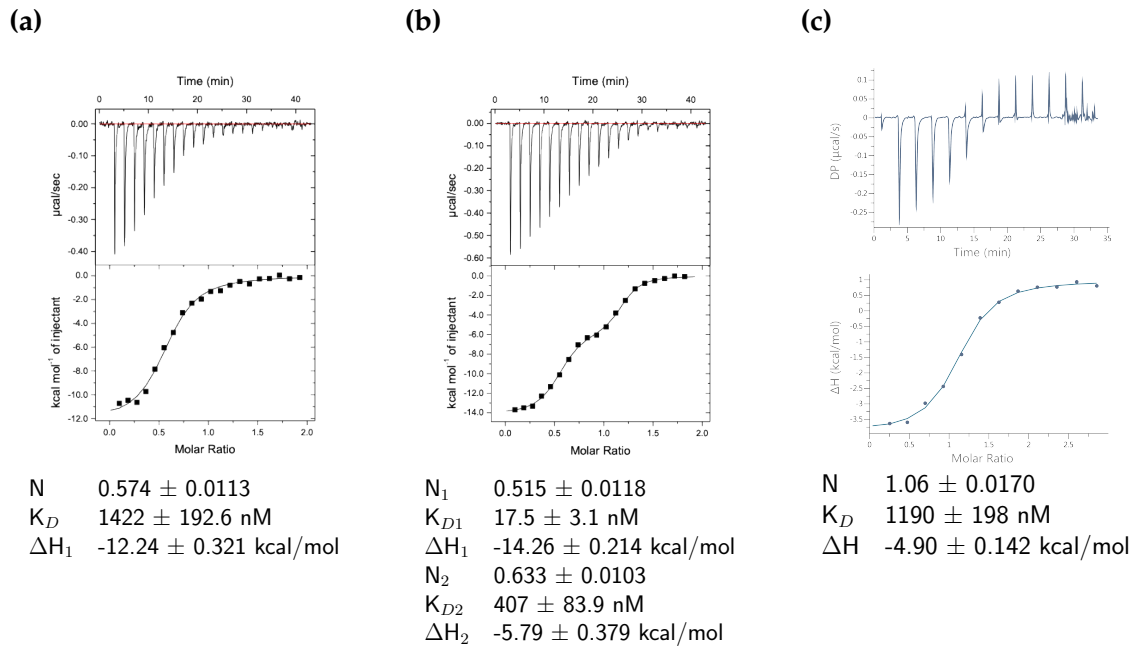 (a)
Time (min)
0 10 20 30 40
0.00
-0.10
-0.20
-0.30
-0.40
µcal/sec
0.0
-2.0
-4.0
-6.0
-8.0
-10.0
-12.0
kcal mol⁻¹ of injectant
0.0 0.5 1.0 1.5 2.0
Molar Ratio
N 0.574 ± 0.0113
K_D 1422 ± 192.6 nM
ΔH₁ -12.24 ± 0.321 kcal/mol
(b)
Time (min)
0 10 20 30 40
0.00
-0.10
-0.20
-0.30
-0.40
-0.50
-0.60
µcal/sec
0.0
-2.0
-4.0
-6.0
-8.0
-10.0
-12.0
-14.0
kcal mol⁻¹ of injectant
0.0 0.5 1.0 1.5 2.0
Molar Ratio
N₁ 0.515 ± 0.0118
K_D1 17.5 ± 3.1 nM
ΔH₁ -14.26 ± 0.214 kcal/mol
N₂ 0.633 ± 0.0103
K_D2 407 ± 83.9 nM
ΔH₂ -5.79 ± 0.379 kcal/mol
(c)
0.1
0.05
0
-0.05
-0.1
-0.15
-0.2
-0.25
DP (µcal/s)
0 5 10 15 20 25 30 35
Time (min)
1
0.5
0
-0.5
-1
-1.5
-2
-2.5
-3
-3.5
ΔH (kcal/mol)
0 0.5 1 1.5 2 2.5
Molar Ratio
N 1.06 ± 0.0170
K_D 1190 ± 198 nM
ΔH -4.90 ± 0.142 kcal/mol